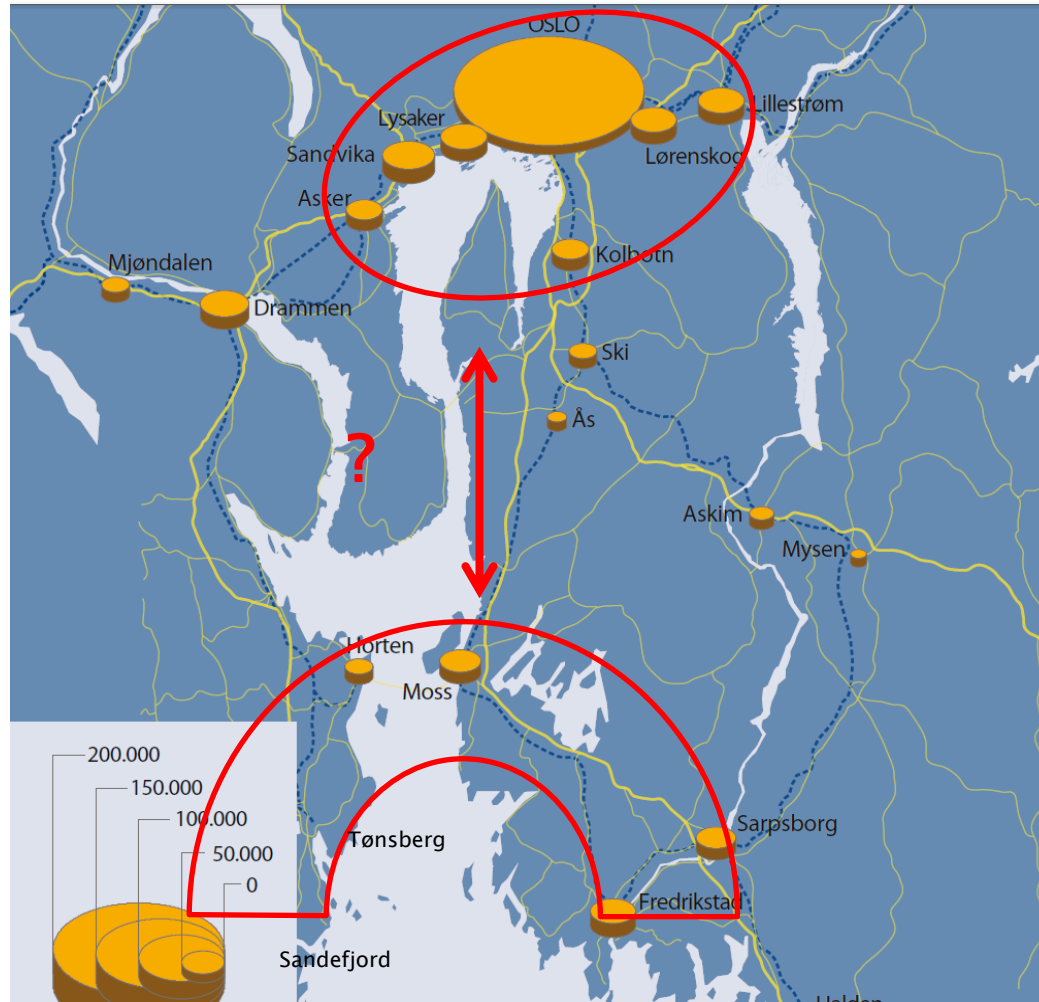 OSLO
Lillestrøm
Lysaker
Lørenskog
Sandvika
Asker
Kolbotn
Mjøndalen
Drammen
Ski
Ås
?
Askim
Mysen
Horten
Moss
200.000
150.000
100.000
50.000
0
Tønsberg
Sarpsborg
Fredrikstad
Sandefjord
Halden